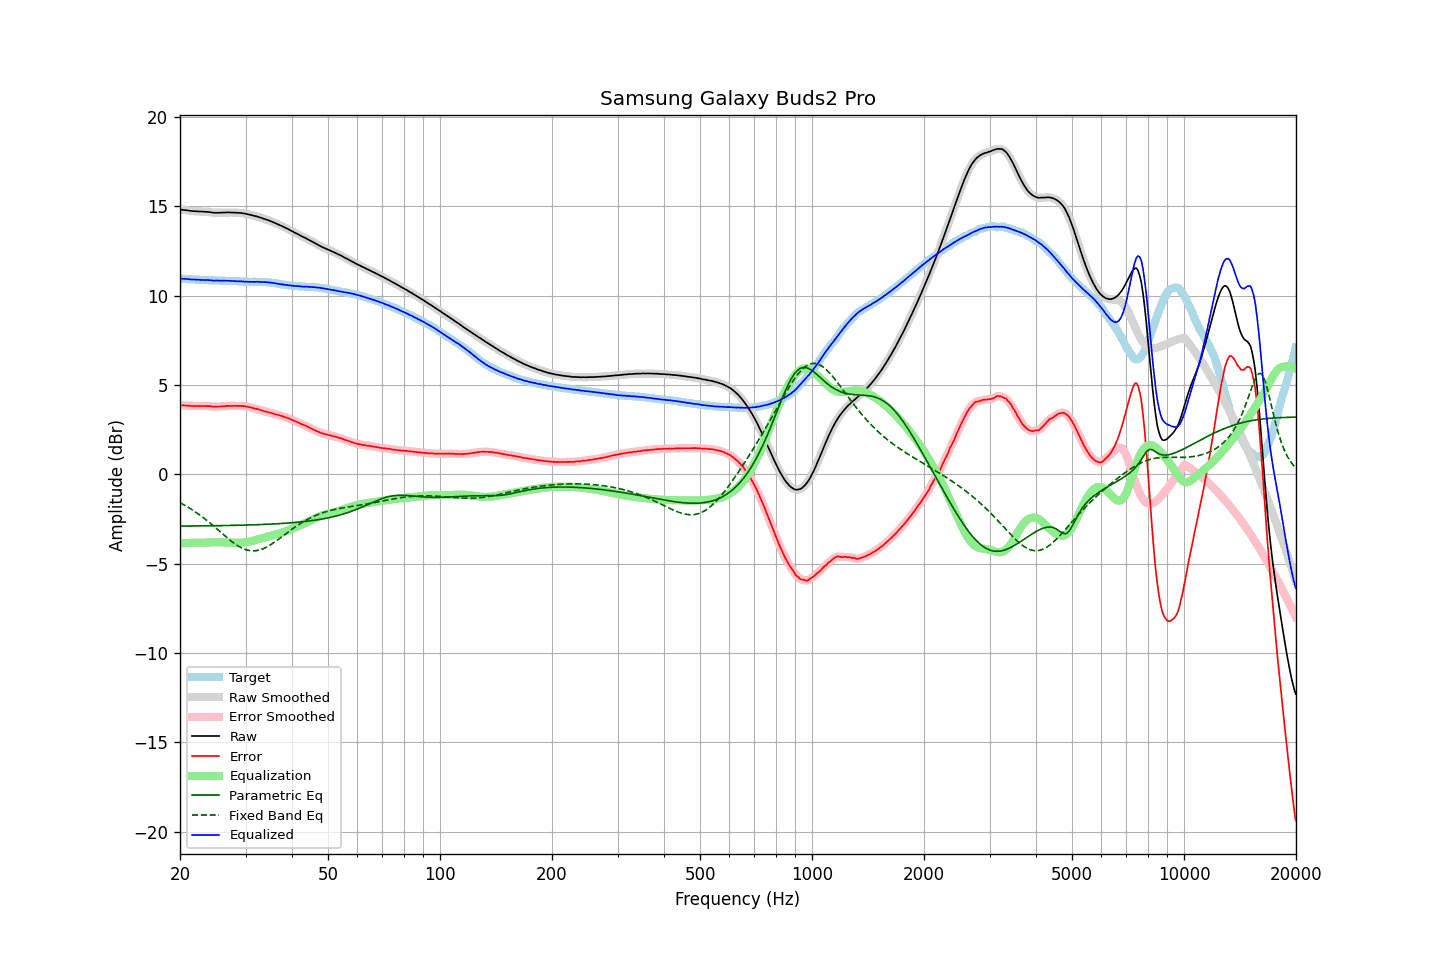 Samsung Galaxy Buds2 Pro
20
15
10
5
0
−5
−10
−15
−20
Amplitude (dBr)
Target
Raw Smoothed
Error Smoothed
Raw
Error
Equalization
Parametric Eq
Fixed Band Eq
Equalized
20 50 100 200 500 1000 2000 5000 10000 20000
Frequency (Hz)